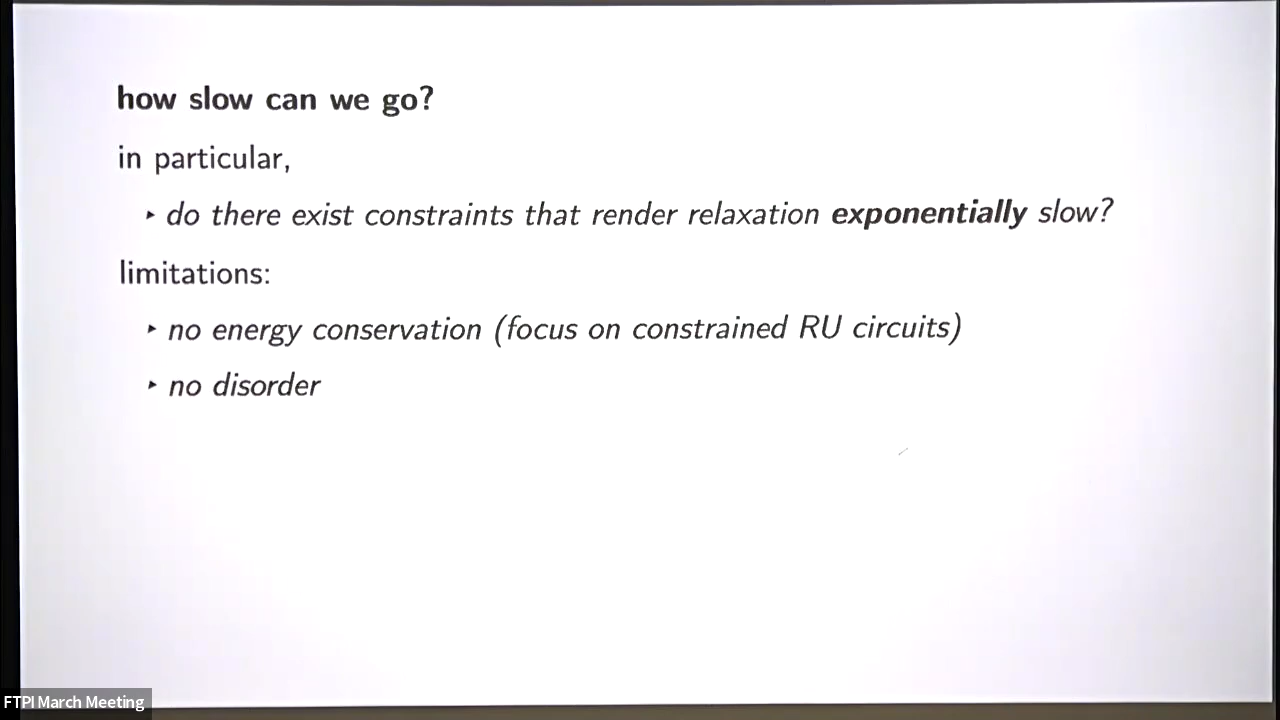 how slow can we go?
in particular,
‣ do there exist constraints that render relaxation exponentially slow?
limitations:
‣ no energy conservation (focus on constrained RU circuits)
‣ no disorder
FTPI March Meeting